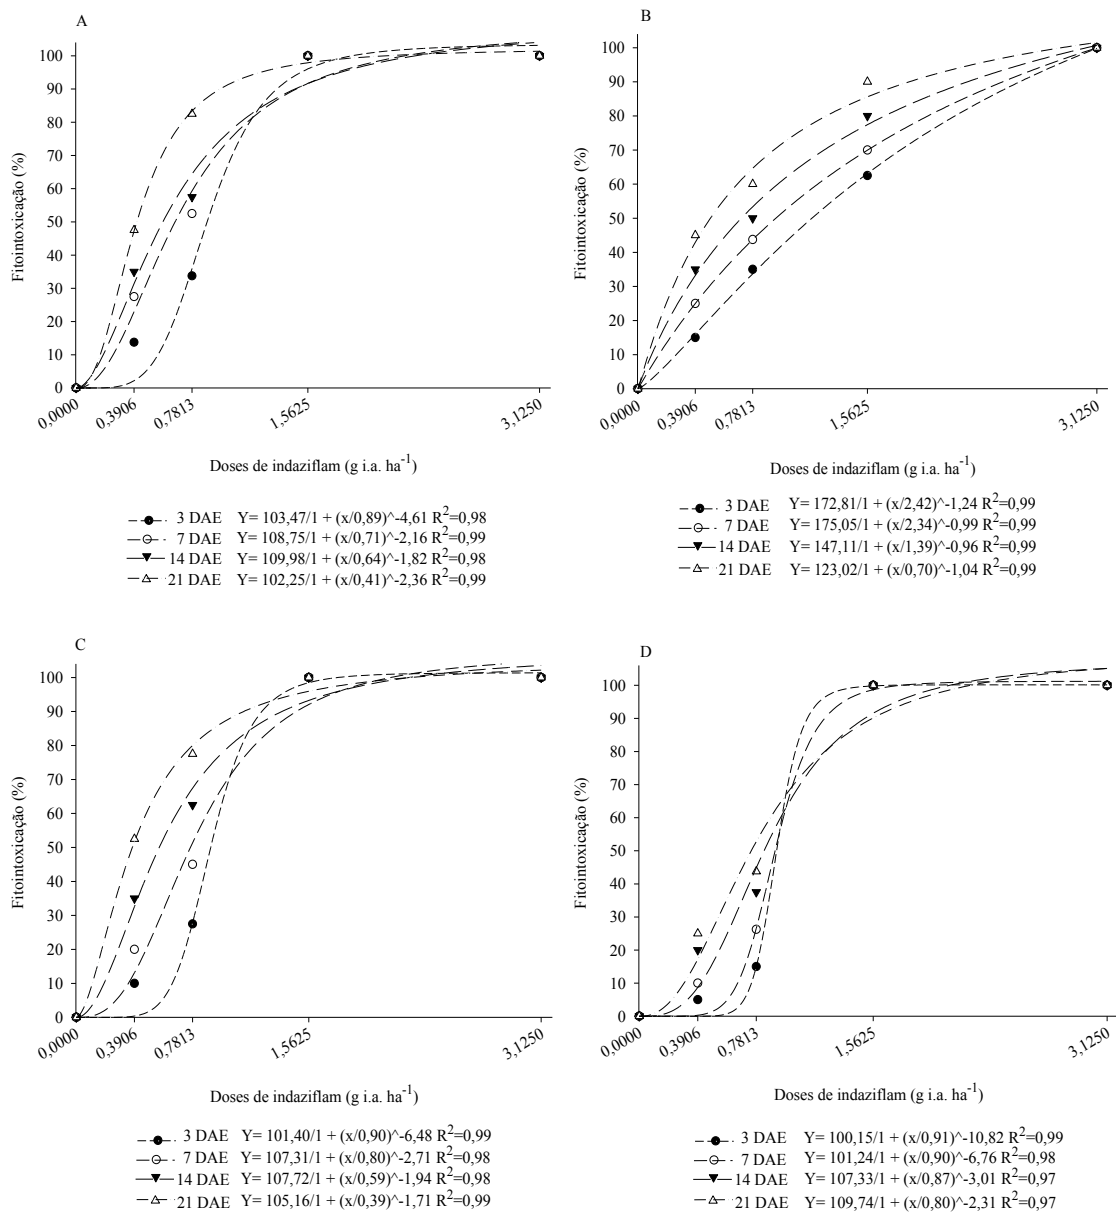 A
Fitointoxicação (%)
100
90
80
70
60
50
40
30
20
10
0
0,0000
0,3906
0,7813
1,5625
3,1250
Doses de indaziflam (g i.a. ha-1)
3 DAE Y= 103,47/1 + (x/0,89)^-4,61 R2=0,98
7 DAE Y= 108,75/1 + (x/0,71)^-2,16 R2=0,99
14 DAE Y= 109,98/1 + (x/0,64)^-1,82 R2=0,98
21 DAE Y= 102,25/1 + (x/0,41)^-2,36 R2=0,99
B
Fitointoxicação (%)
100
90
80
70
60
50
40
30
20
10
0
0,0000
0,3906
0,7813
1,5625
3,1250
Doses de indaziflam (g i.a. ha-1)
3 DAE Y= 172,81/1 + (x/2,42)^-1,24 R2=0,99
7 DAE Y= 175,05/1 + (x/2,34)^-0,99 R2=0,99
14 DAE Y= 147,11/1 + (x/1,39)^-0,96 R2=0,99
21 DAE Y= 123,02/1 + (x/0,70)^-1,04 R2=0,99
C
Fitointoxicação (%)
100
90
80
70
60
50
40
30
20
10
0
0,0000
0,3906
0,7813
1,5625
3,1250
Doses de indaziflam (g i.a. ha-1)
3 DAE Y= 101,40/1 + (x/0,90)^-6,48 R2=0,99
7 DAE Y= 107,31/1 + (x/0,80)^-2,71 R2=0,98
14 DAE Y= 107,72/1 + (x/0,59)^-1,94 R2=0,98
21 DAE Y= 105,16/1 + (x/0,39)^-1,71 R2=0,99
D
Fitointoxicação (%)
100
90
80
70
60
50
40
30
20
10
0
0,0000
0,3906
0,7813
1,5625
3,1250
Doses de indaziflam (g i.a. ha-1)
3 DAE Y= 100,15/1 + (x/0,91)^-10,82 R2=0,99
7 DAE Y= 101,24/1 + (x/0,90)^-6,76 R2=0,98
14 DAE Y= 107,33/1 + (x/0,87)^-3,01 R2=0,97
21 DAE Y= 109,74/1 + (x/0,80)^-2,31 R2=0,97